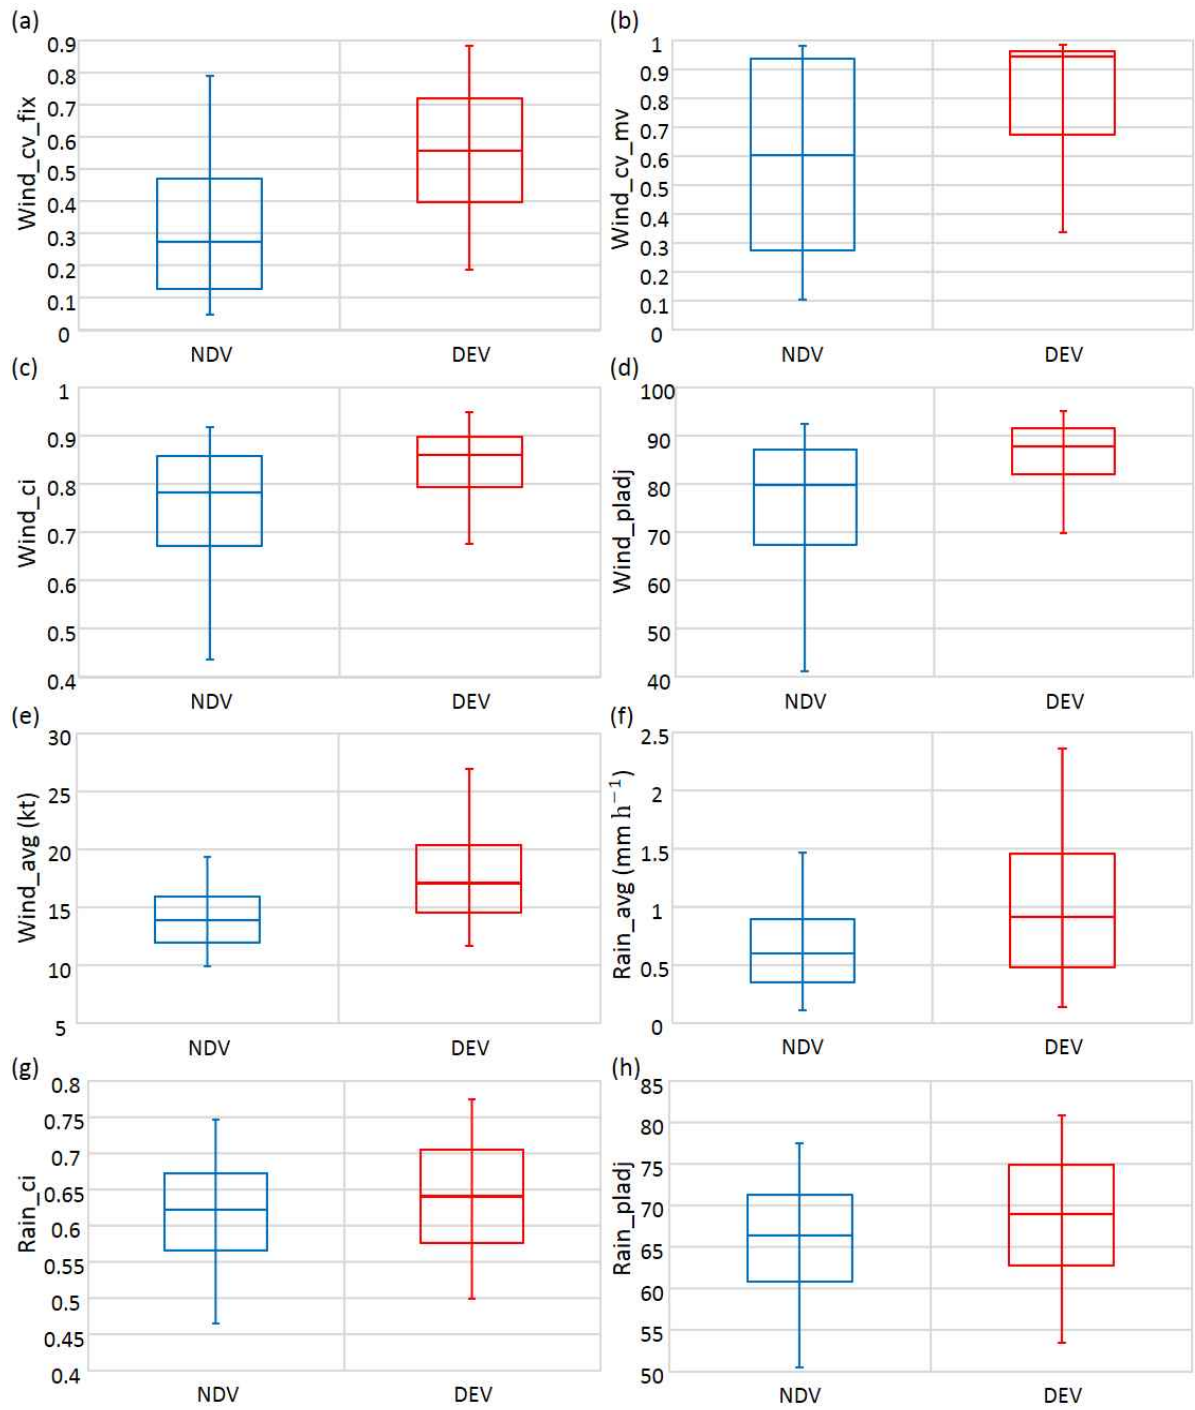 (a)
Wind_cv_fix
0.9
0.8
0.7
0.6
0.5
0.4
0.3
0.2
0.1
0
NDV DEV
(b)
Wind_cv_mv
1
0.9
0.8
0.7
0.6
0.5
0.4
0.3
0.2
0.1
0
NDV DEV
(c)
Wind_ci
1
0.9
0.8
0.7
0.6
0.5
0.4
NDV DEV
(d)
Wind_pladj
100
90
80
70
60
50
40
NDV DEV
(e)
Wind_avg (kt)
30
25
20
15
10
5
NDV DEV
(f)
Rain_avg (mm h⁻¹)
2.5
2
1.5
1
0.5
0
NDV DEV
(g)
Rain_ci
0.8
0.75
0.7
0.65
0.6
0.55
0.5
0.45
0.4
NDV DEV
(h)
Rain_pladj
85
80
75
70
65
60
55
50
NDV DEV